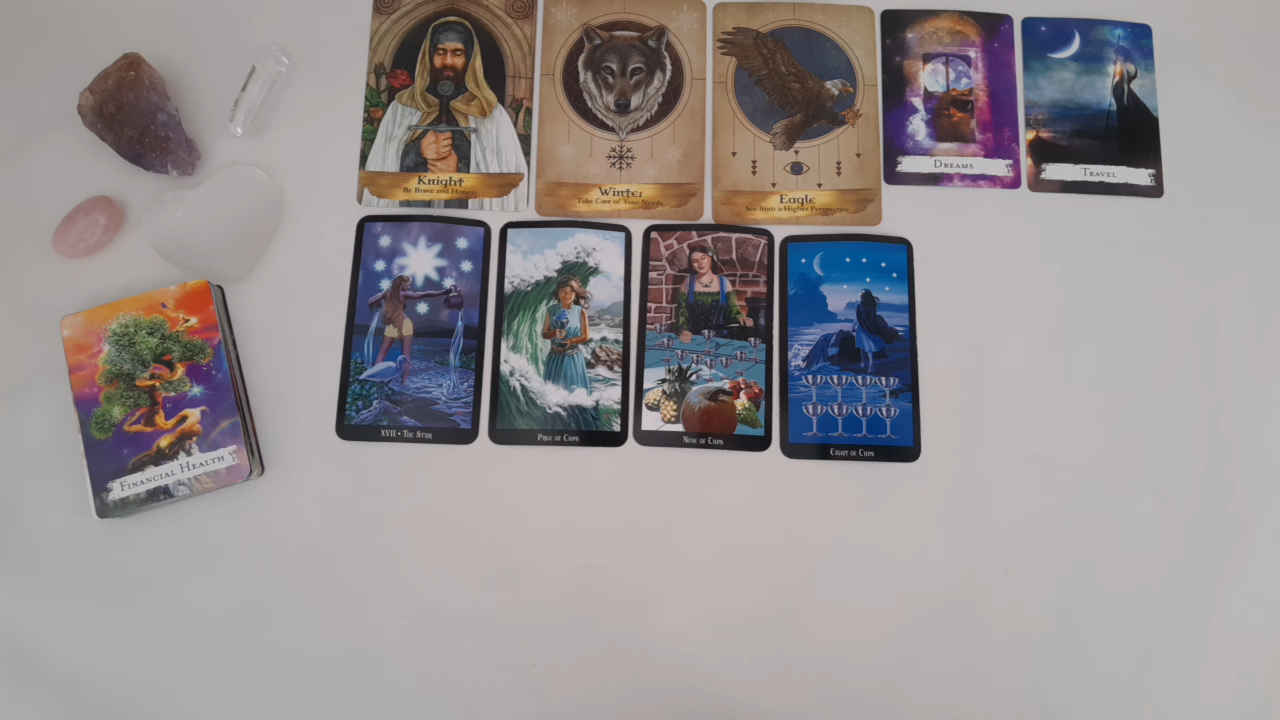 Knight
Be Brave and Honest
Winter
Take Care of Your Needs
Eagle
See from a Higher Perspective
Dreams
Travel
XVII • The Star
Page of Cups
Nine of Cups
Eight of Cups
Financial Health